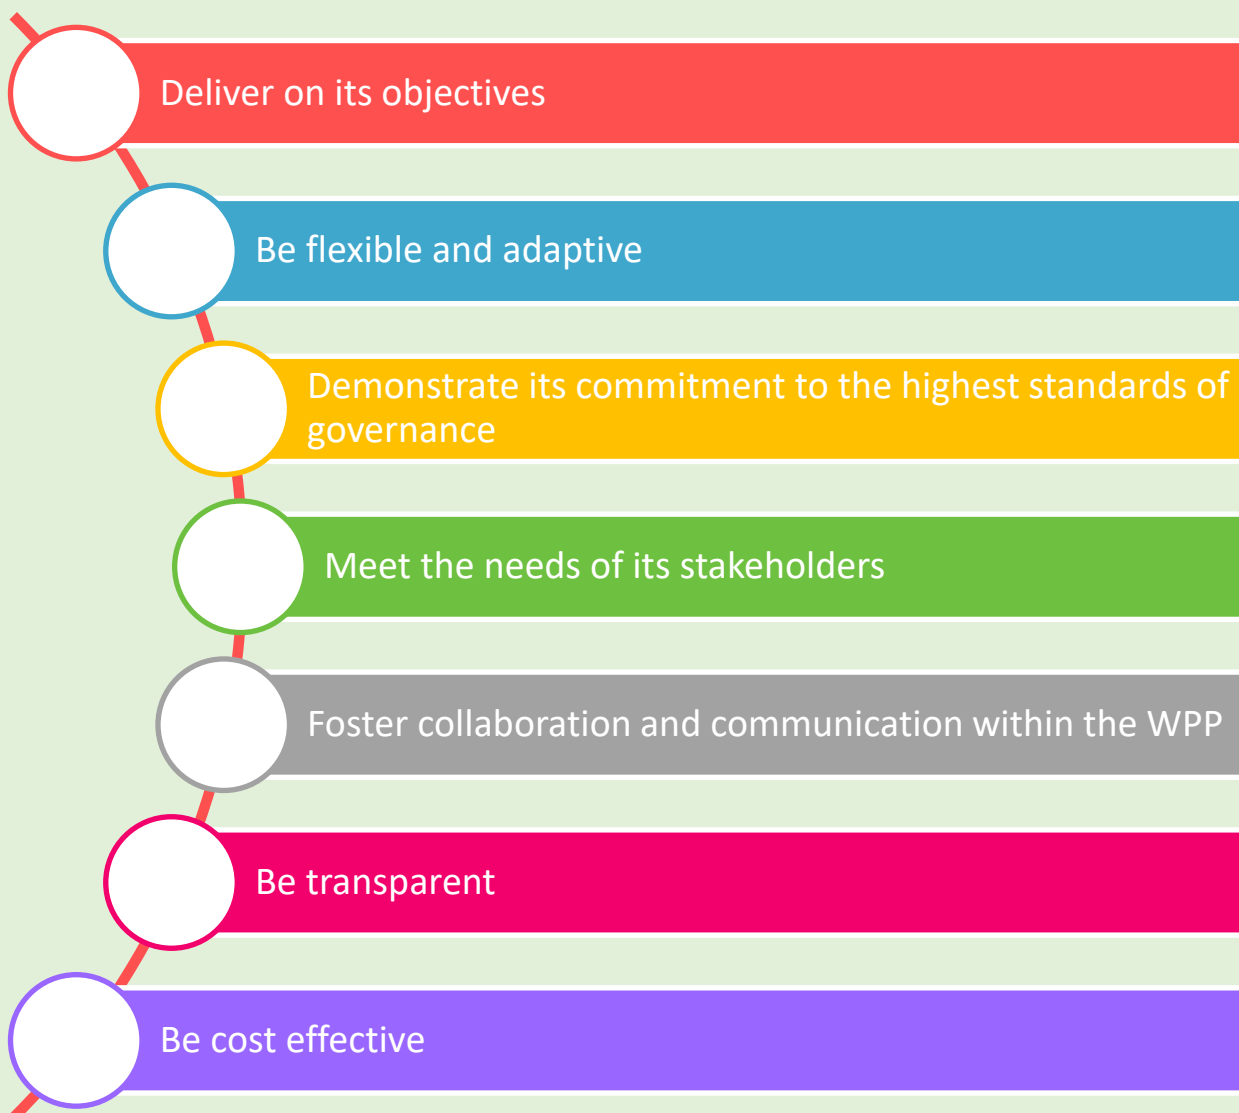 Deliver on its objectives
Be flexible and adaptive
Demonstrate its commitment to the highest standards of
governance
Meet the needs of its stakeholders
Foster collaboration and communication within the WPP
Be transparent
Be cost effective